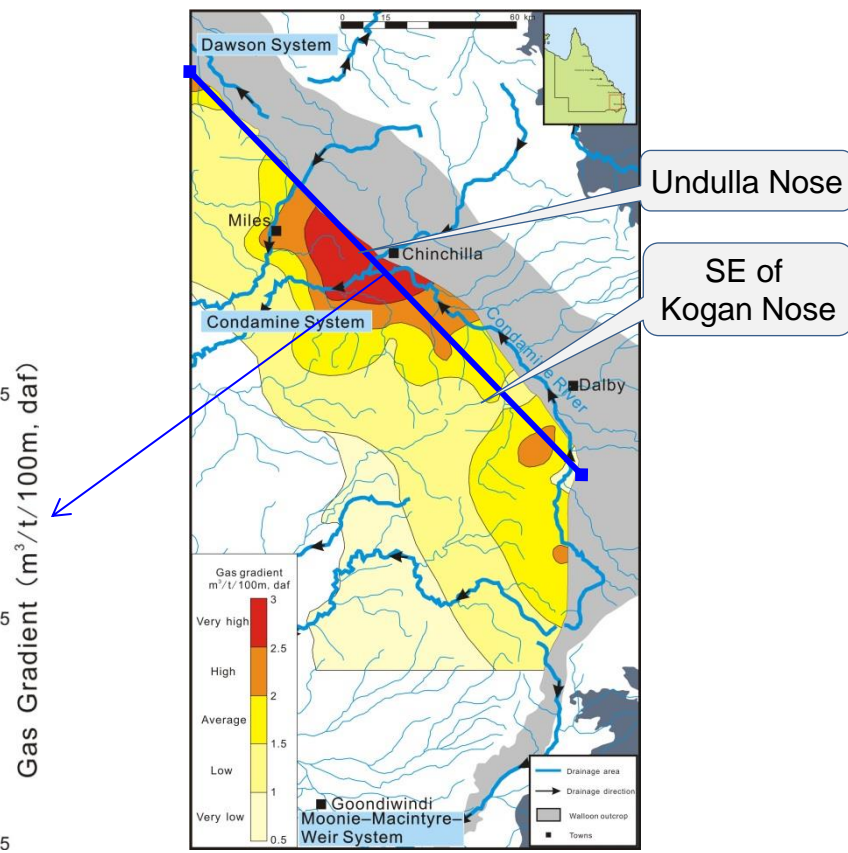 0 15 60 km
Dawson System
Undulla Nose
Miles
Chinchilla
SE of
Kogan Nose
Condamine System
Condamine River
Dalby
5
5
5
Gas Gradient (m³/t/100m, daf)
Gas gradient
m³/t/100m, daf
3
Very high
2.5
High
2
Average
1.5
Low
1
Very low
0.5
Goondiwindi
Moonie–Macintyre–
Weir System
Drainage area
Drainage direction
Walloon outcrop
Towns